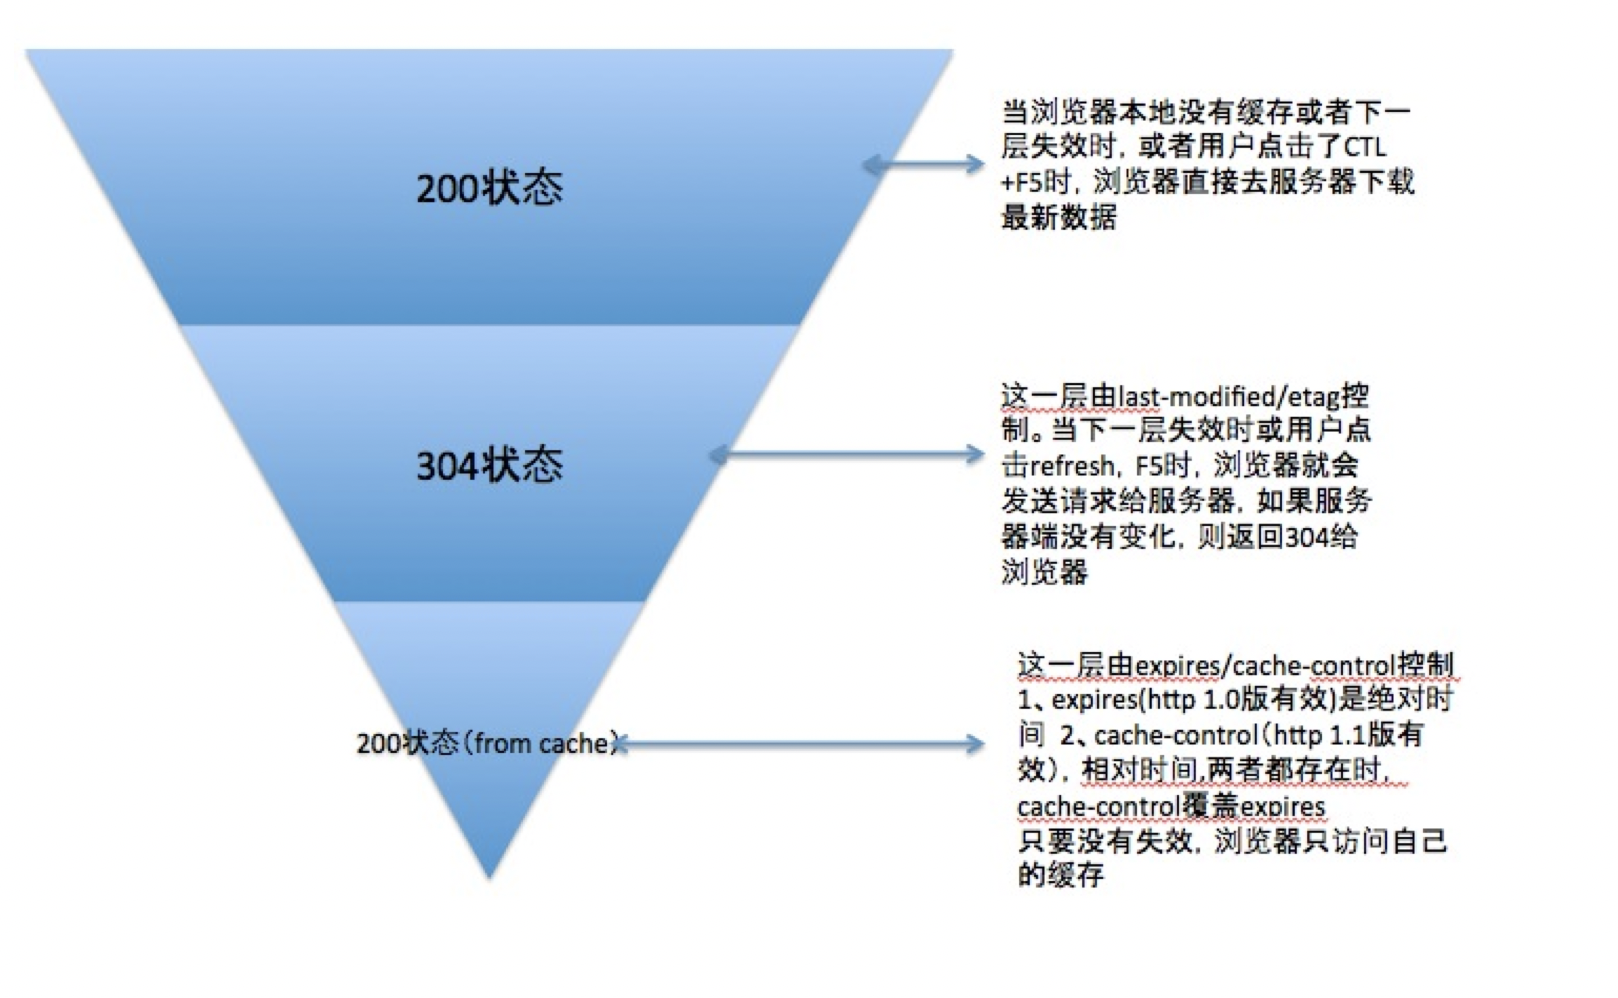 200状态
当浏览器本地没有缓存或者下一
层失效时，或者用户点击了CTL
+F5时，浏览器直接去服务器下载
最新数据
304状态
这一层由last-modified/etag控
制。当下一层失效时或用户点
击refresh，F5时，浏览器就会
发送请求给服务器，如果服务
器端没有变化，则返回304给
浏览器
200状态（from cache）
这一层由expires/cache-control控制
1、expires(http 1.0版有效)是绝对时
间 2、cache-control（http 1.1版有
效），相对时间,两者都存在时，
cache-control覆盖expires
只要没有失效，浏览器只访问自己
的缓存